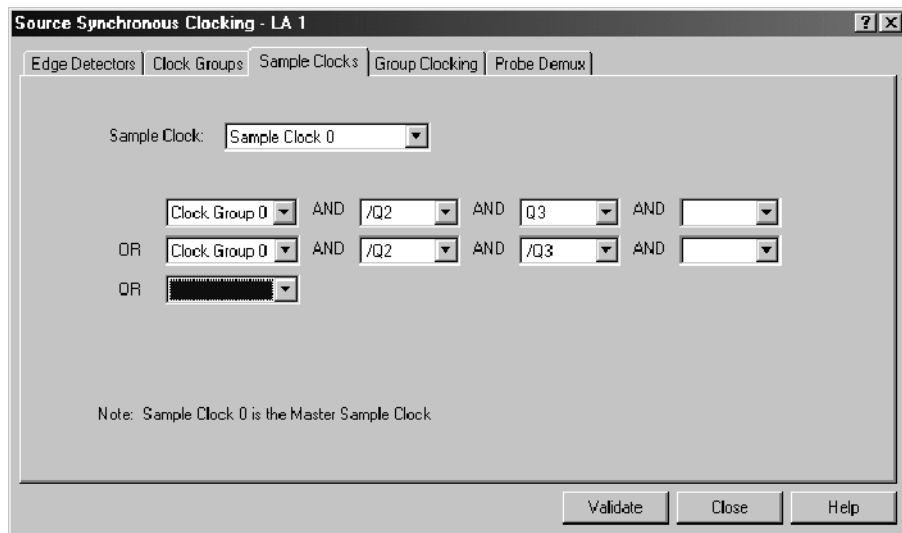 Source Synchronous Clocking - LA 1
Edge Detectors Clock Groups Sample Clocks Group Clocking Probe Demux
Sample Clock: Sample Clock 0
Clock Group 0 AND /Q2 AND Q3 AND
OR Clock Group 0 AND /Q2 AND /Q3 AND
OR
Note: Sample Clock 0 is the Master Sample Clock
Validate Close Help